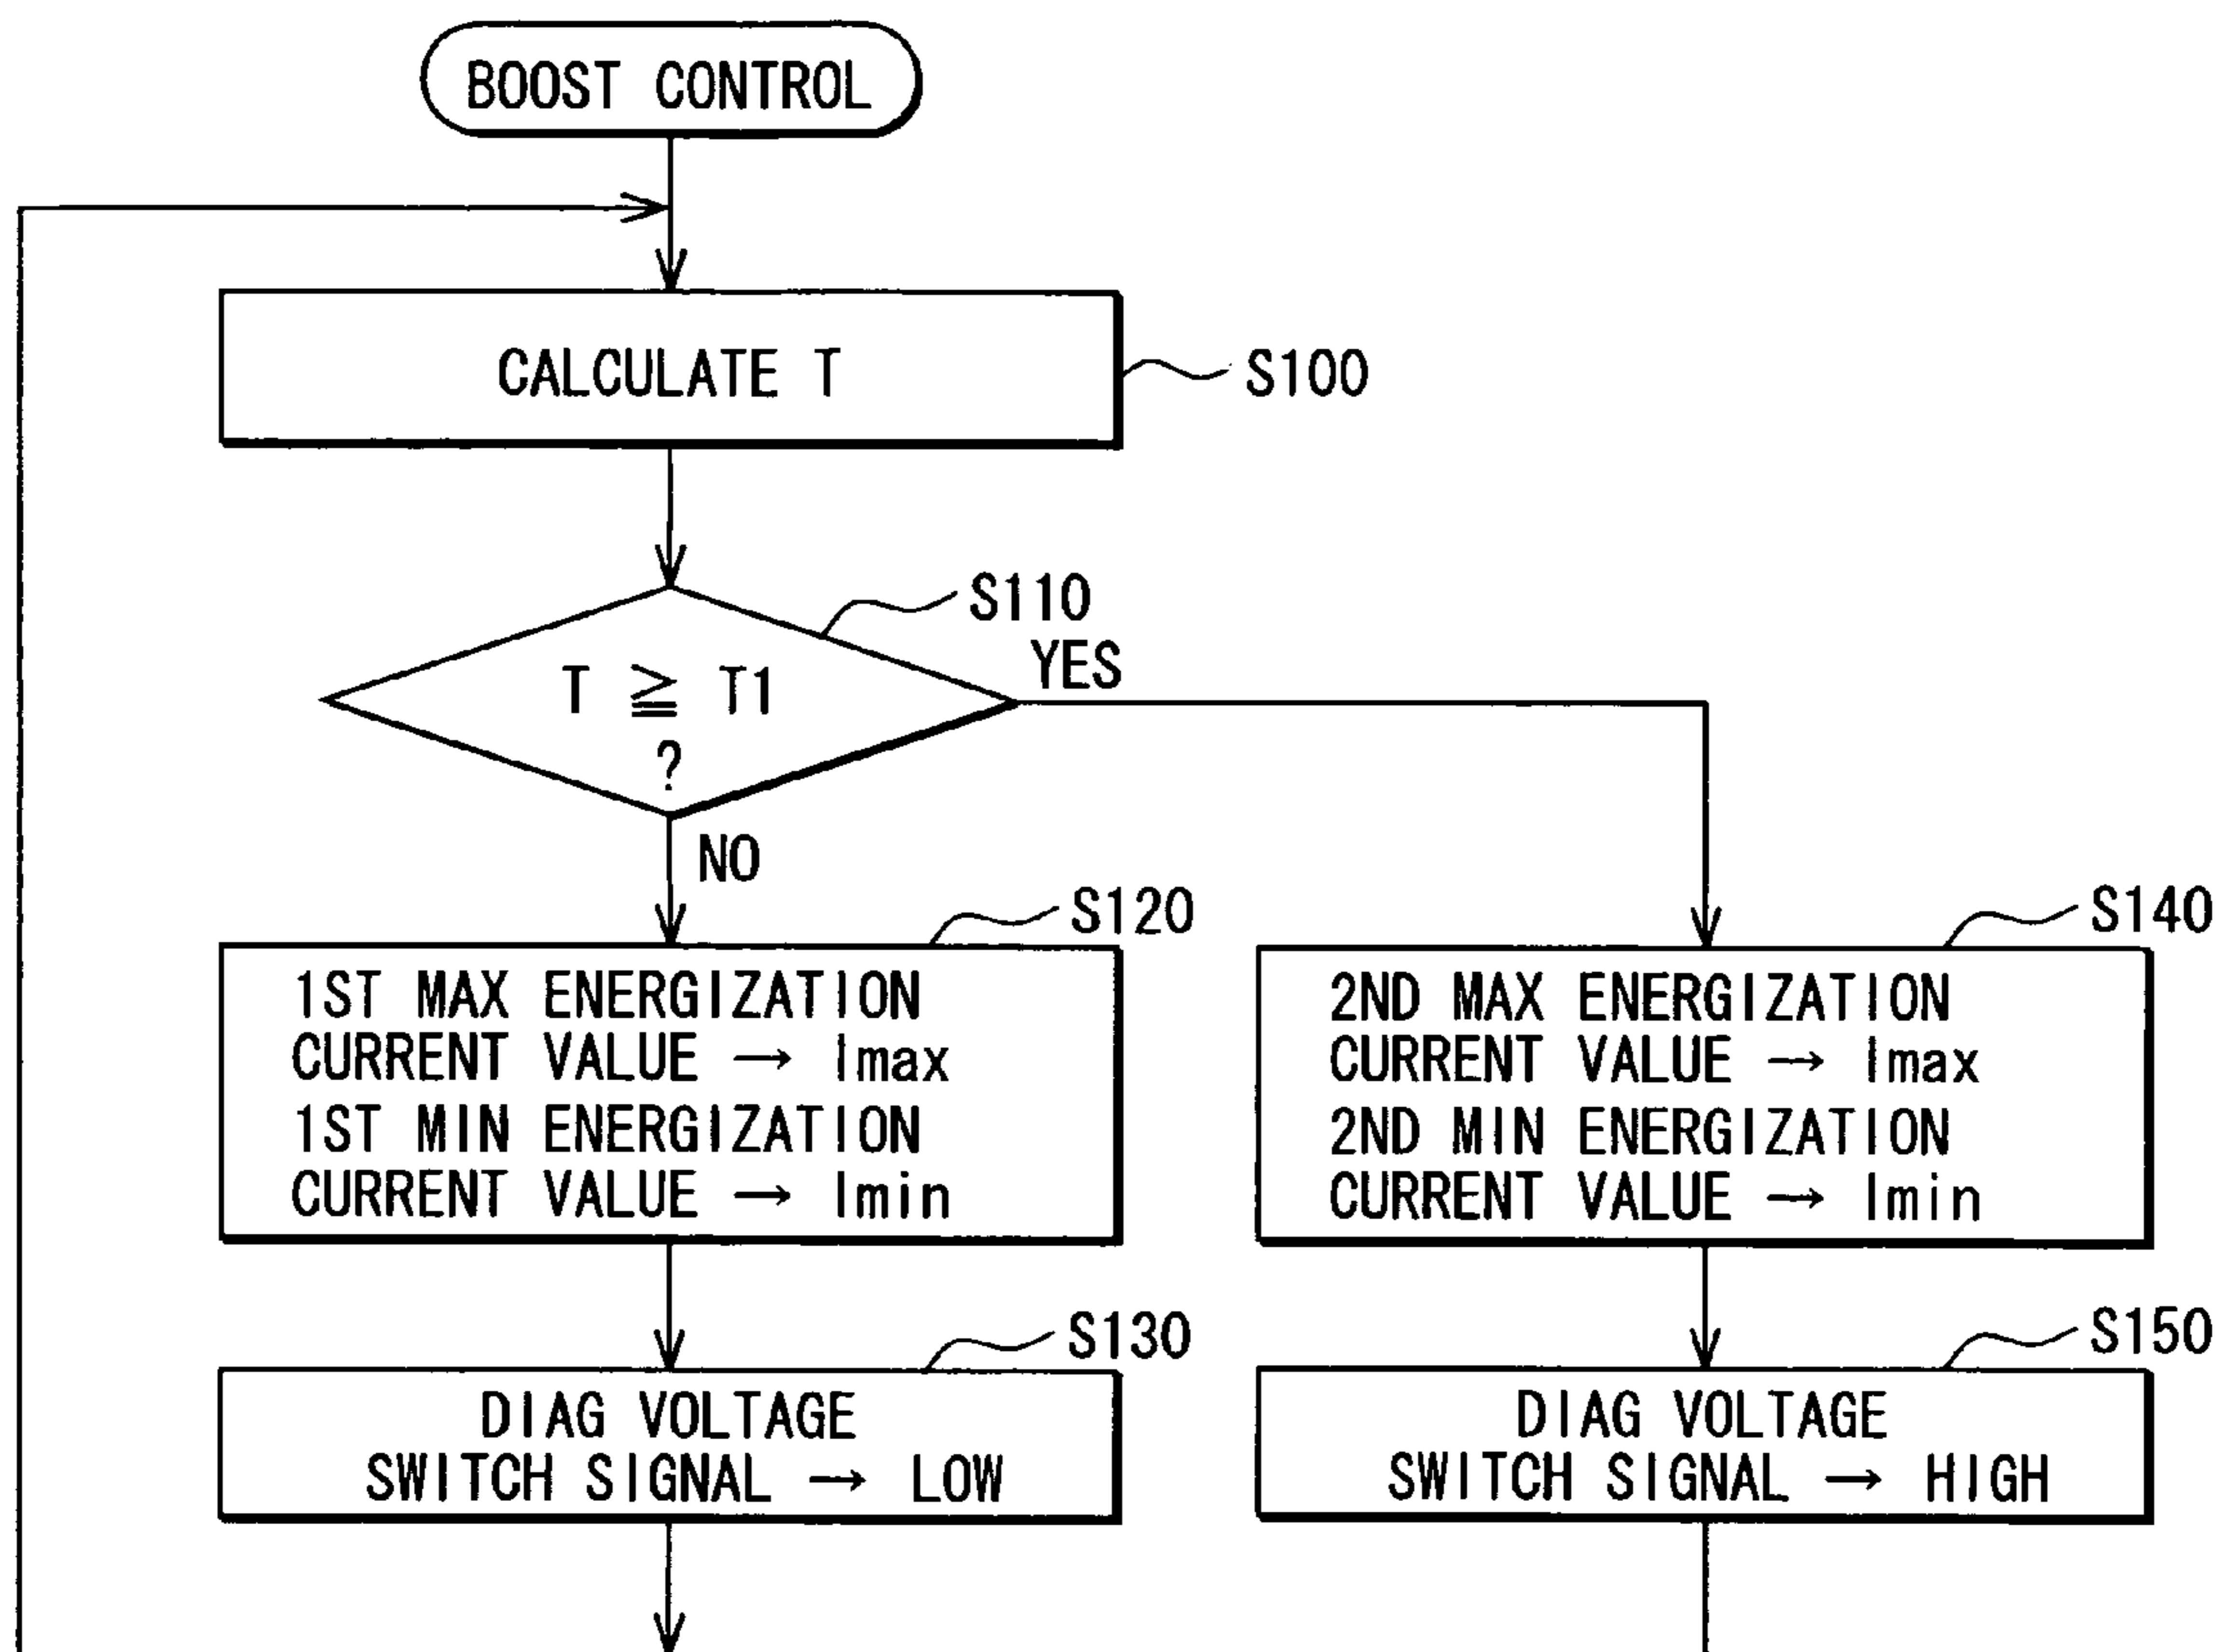 BOOST CONTROL
CALCULATE T
S100
S110
T ≧ T1
?
YES
NO
S120
1ST MAX ENERGIZATION
CURRENT VALUE → Imax
1ST MIN ENERGIZATION
CURRENT VALUE → Imin
S140
2ND MAX ENERGIZATION
CURRENT VALUE → Imax
2ND MIN ENERGIZATION
CURRENT VALUE → Imin
S130
DIAG VOLTAGE
SWITCH SIGNAL → LOW
S150
DIAG VOLTAGE
SWITCH SIGNAL → HIGH